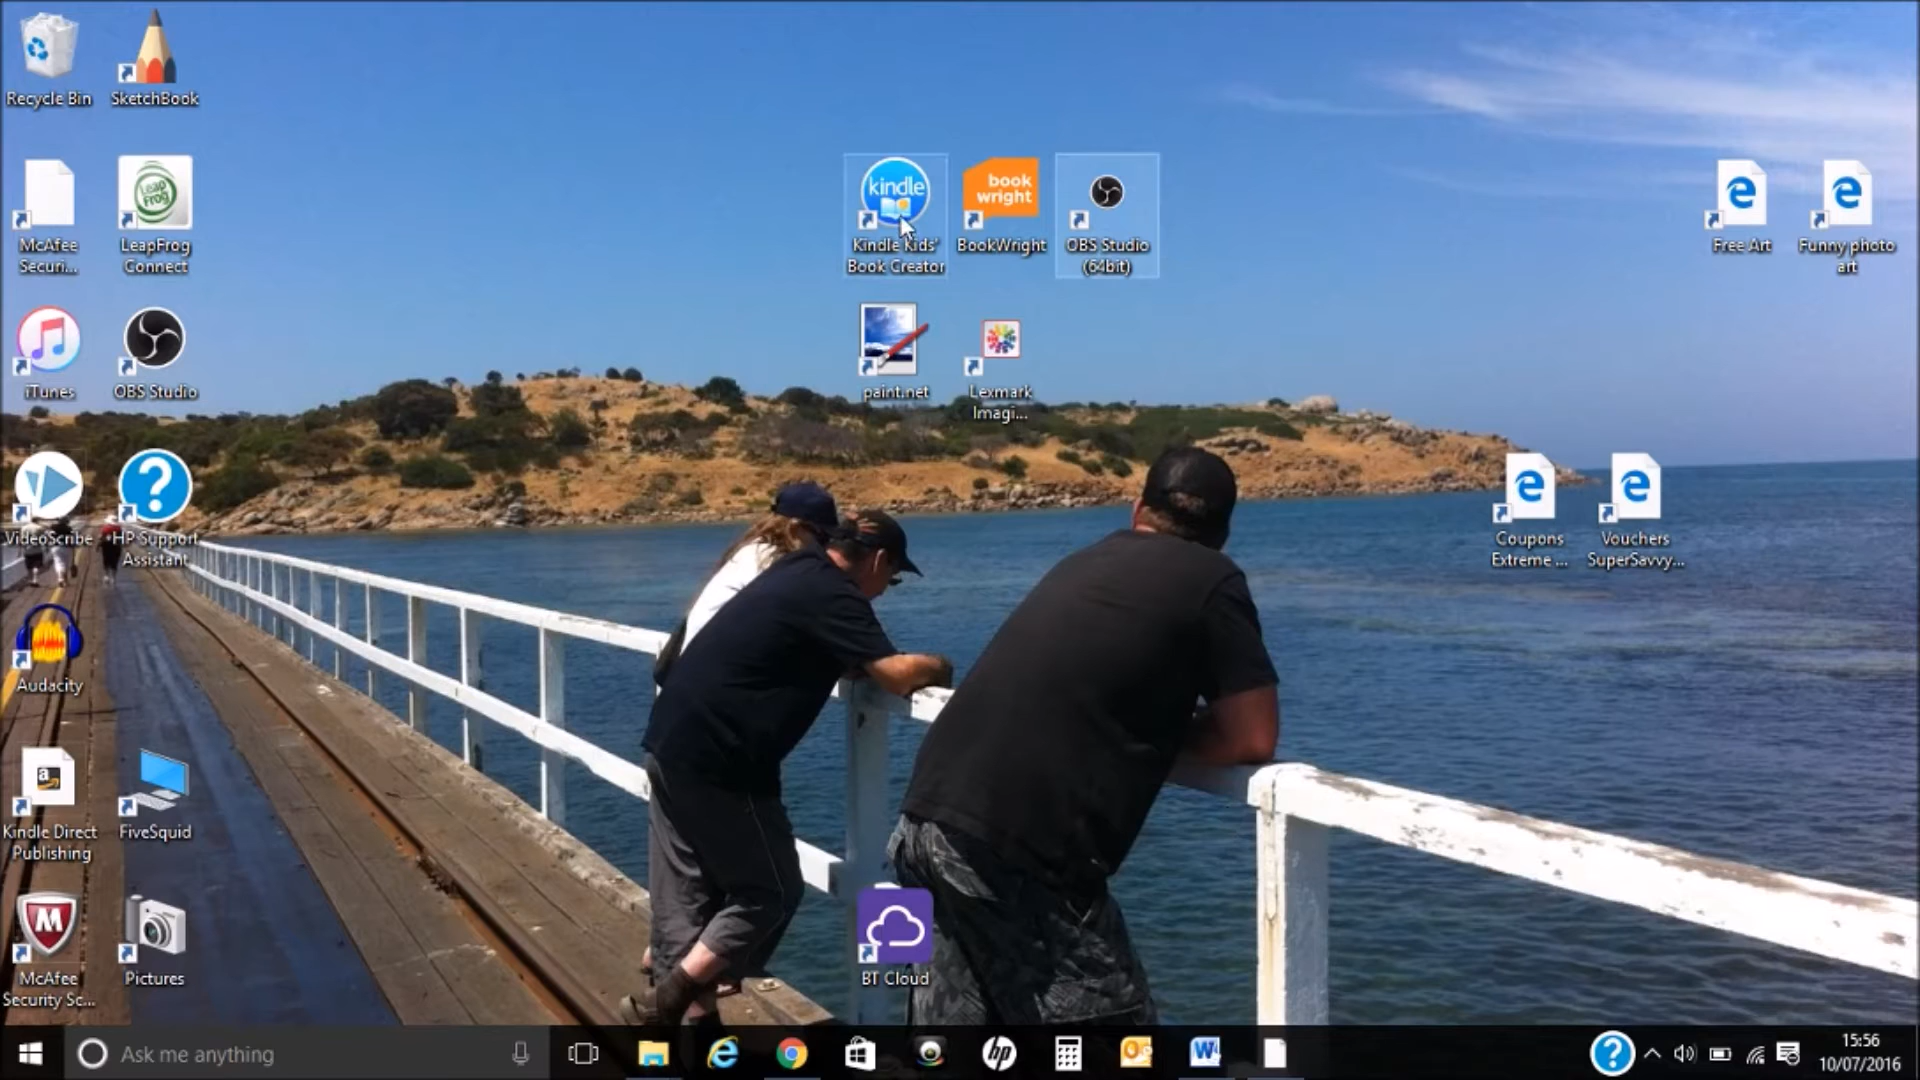 Recycle Bin
SketchBook
McAfee
Securi...
Leap
Frog
LeapFrog
Connect
kindle
Kindle Kids'
Book Creator
book
wright
BookWright
OBS Studio
(64bit)
Free Art
Funny photo
art
iTunes
OBS Studio
paint.net
Lexmark
Imagi...
VideoScribe
?
HP Support
Assistant
Coupons
Extreme ...
Vouchers
SuperSavvy...
Audacity
a
Kindle Direct
Publishing
FiveSquid
M
McAfee
Security Sc...
Pictures
BT Cloud
Ask me anything
hp
?
15:56
10/07/2016